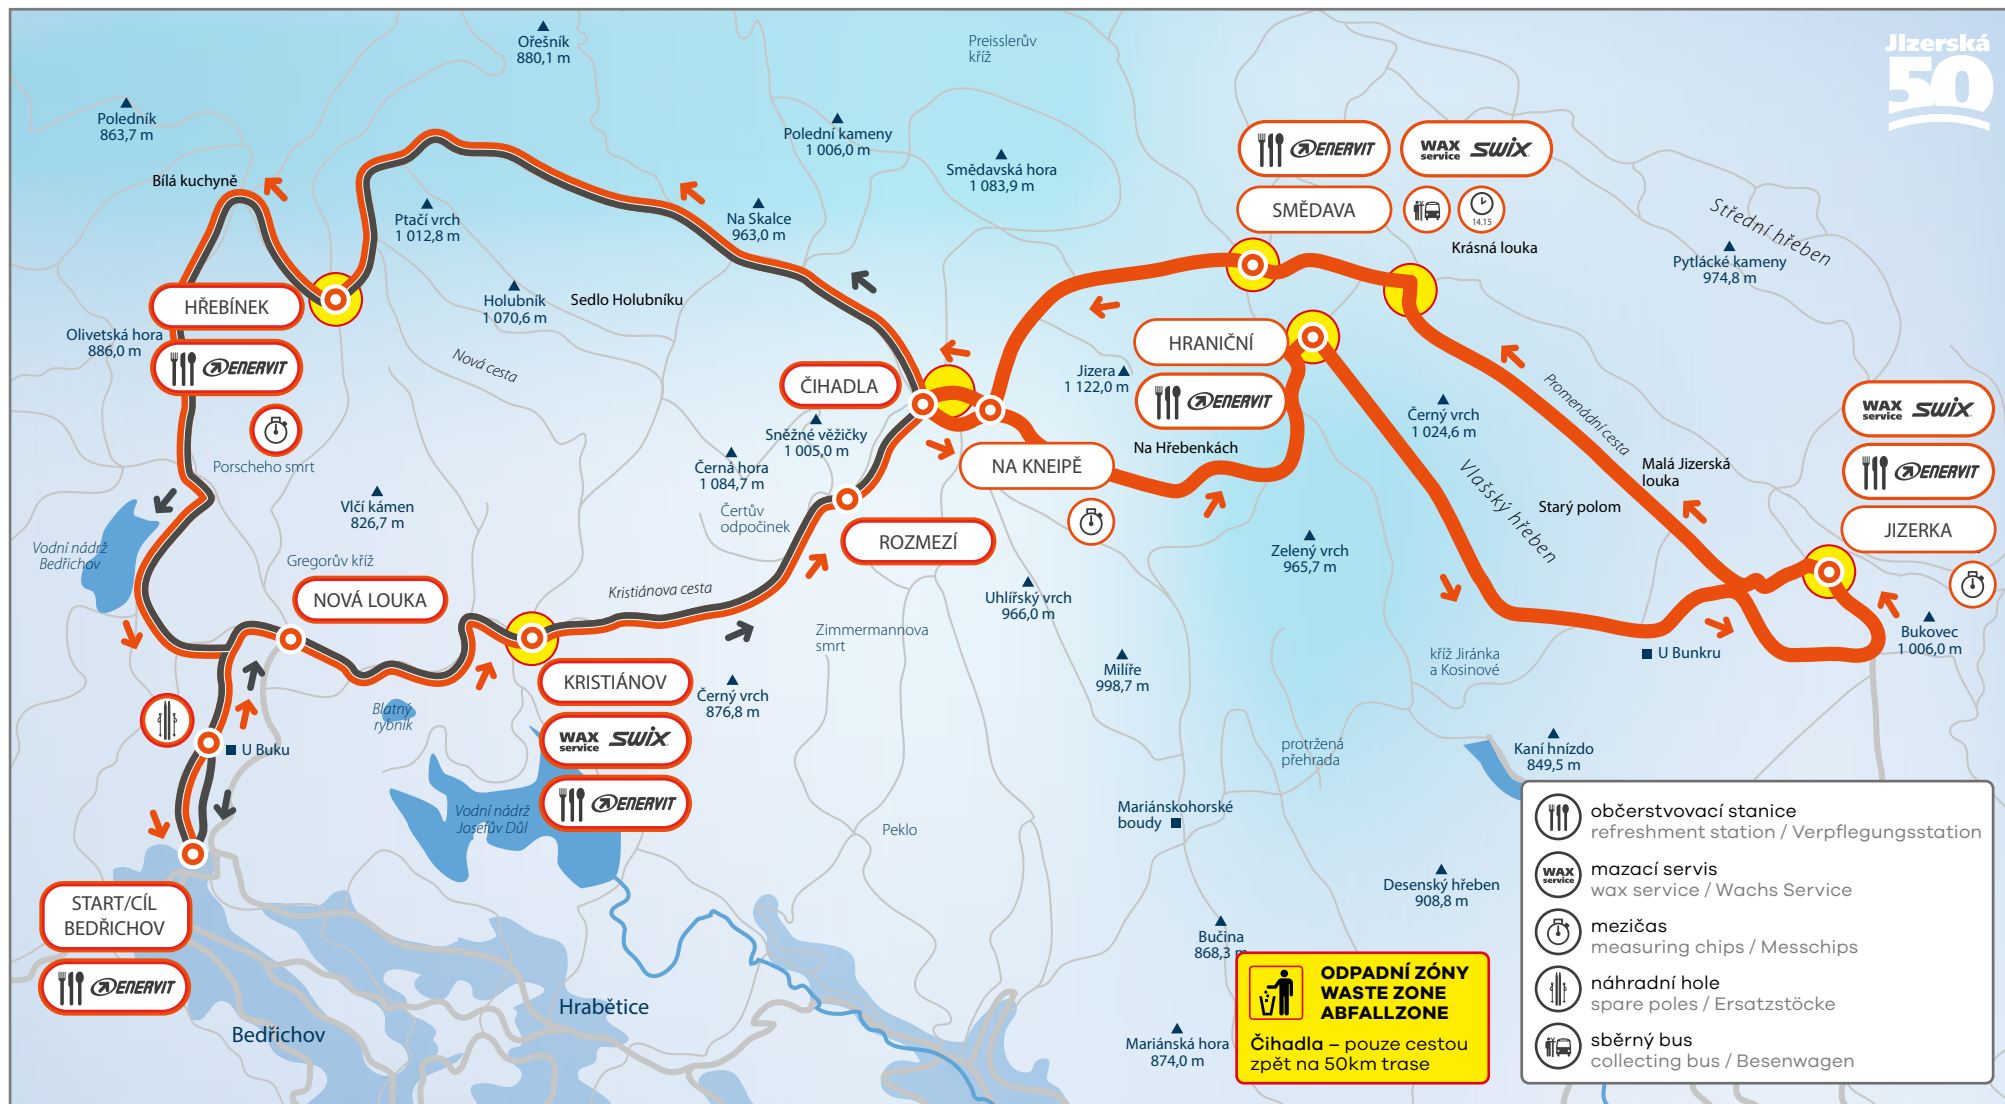 Jizerská
50
Ořešník
880,1 m
Preisslerův
kříž
Poledník
863,7 m
Polední kameny
1 006,0 m
Smědavská hora
1 083,9 m
ENERVIT
WAX
service
SWIX
SMĚDAVA
14.15
Krásná louka
Střední hřeben
Pytlácké kameny
974,8 m
Bílá kuchyně
Ptačí vrch
1 012,8 m
Na Skalce
963,0 m
HŘEBÍNEK
ENERVIT
Olivetská hora
886,0 m
Holubník
1 070,6 m
Sedlo Holubníku
Nová cesta
Porscheho smrt
ČIHADLA
Sněžné věžičky
1 005,0 m
Černá hora
1 084,7 m
Čertův
odpočinek
Jizera
1 122,0 m
HRANIČNÍ
ENERVIT
Na Hřebenkách
NA KNEIPĚ
Černý vrch
1 024,6 m
Promenádní cesta
Vlašský hřeben
Malá Jizerská
louka
Starý polom
WAX
service
SWIX
ENERVIT
JIZERKA
Vlčí kámen
826,7 m
Vodní nádrž
Bedřichov
Gregorův kříž
NOVÁ LOUKA
Kristiánova cesta
ROZMEZÍ
Zelený vrch
965,7 m
Uhlířský vrch
966,0 m
Zimmermannova
smrt
Milíře
998,7 m
kříž Jiránka
a Kosinové
U Bunkru
Bukovec
1 006,0 m
KRISTIÁNOV
WAX
service
SWIX
ENERVIT
Černý vrch
876,8 m
Blatný
rybník
U Buku
Vodní nádrž
Josefův Důl
Peklo
protržená
přehrada
Mariánskohorské
boudy
Kaní hnízdo
849,5 m
START/CÍL
BEDŘICHOV
ENERVIT
Bedřichov
Hrabětice
Desenský hřeben
908,8 m
Bučina
868,3 m
Mariánská hora
874,0 m
ODPADNÍ ZÓNY
WASTE ZONE
ABFALLZONE
Čihadla – pouze cestou
zpět na 50km trase
občerstvovací stanice
refreshment station / Verpflegungsstation
WAX
service
mazací servis
wax service / Wachs Service
mezičas
measuring chips / Messchips
náhradní hole
spare poles / Ersatzstöcke
sběrný bus
collecting bus / Besenwagen